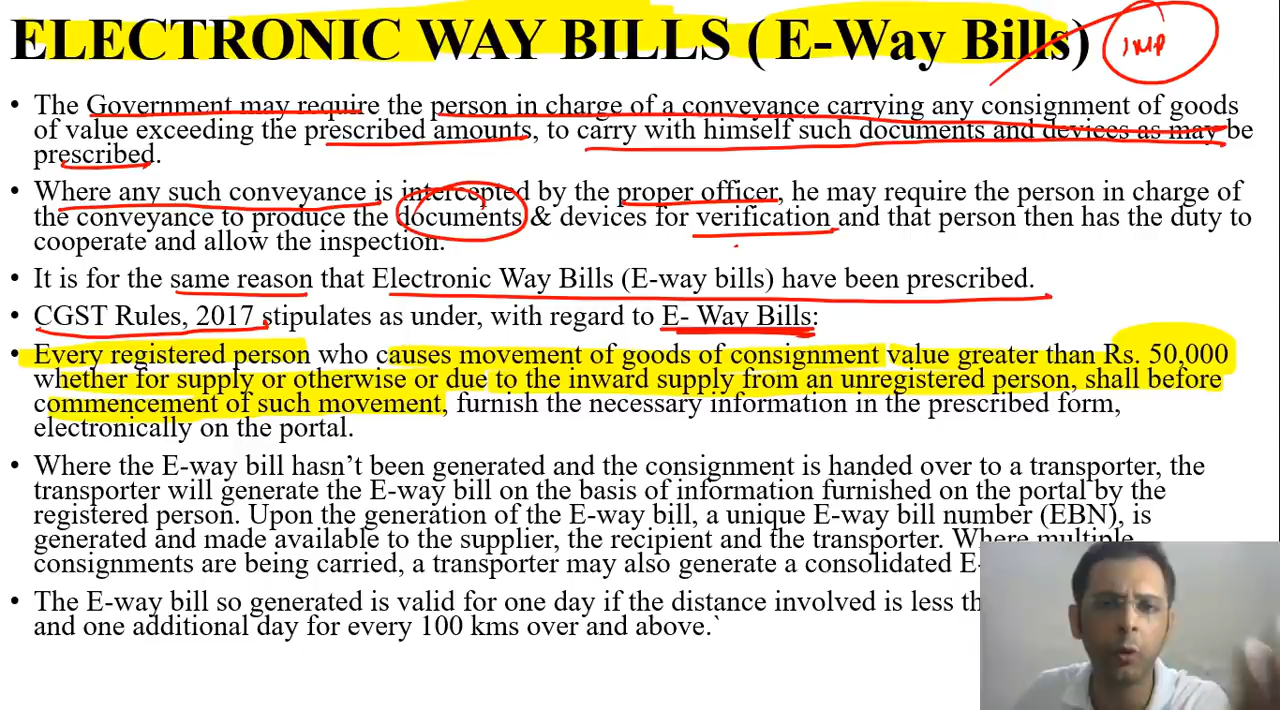 ELECTRONIC WAY BILLS (E-Way Bills) IMP
• The Government may require the person in charge of a conveyance carrying any consignment of goods
of value exceeding the prescribed amounts, to carry with himself such documents and devices as may be
prescribed.
• Where any such conveyance is intercepted by the proper officer, he may require the person in charge of
the conveyance to produce the documents & devices for verification and that person then has the duty to
cooperate and allow the inspection.
• It is for the same reason that Electronic Way Bills (E-way bills) have been prescribed.
• CGST Rules, 2017 stipulates as under, with regard to E- Way Bills:
• Every registered person who causes movement of goods of consignment value greater than Rs. 50,000
whether for supply or otherwise or due to the inward supply from an unregistered person, shall before
commencement of such movement, furnish the necessary information in the prescribed form,
electronically on the portal.
• Where the E-way bill hasn't been generated and the consignment is handed over to a transporter, the
transporter will generate the E-way bill on the basis of information furnished on the portal by the
registered person. Upon the generation of the E-way bill, a unique E-way bill number (EBN), is
generated and made available to the supplier, the recipient and the transporter. Where multiple
consignments are being carried, a transporter may also generate a consolidated E-
• The E-way bill so generated is valid for one day if the distance involved is less
and one additional day for every 100 kms over and above.`